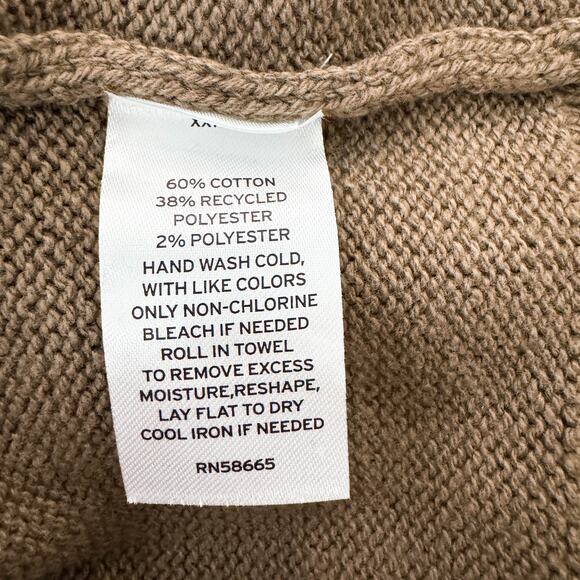 60% COTTON
38% RECYCLED
POLYESTER
2% POLYESTER
HAND WASH COLD,
WITH LIKE COLORS
ONLY NON-CHLORINE
BLEACH IF NEEDED
ROLL IN TOWEL
TO REMOVE EXCESS
MOISTURE,RESHAPE,
LAY FLAT TO DRY
COOL IRON IF NEEDED
RN58665